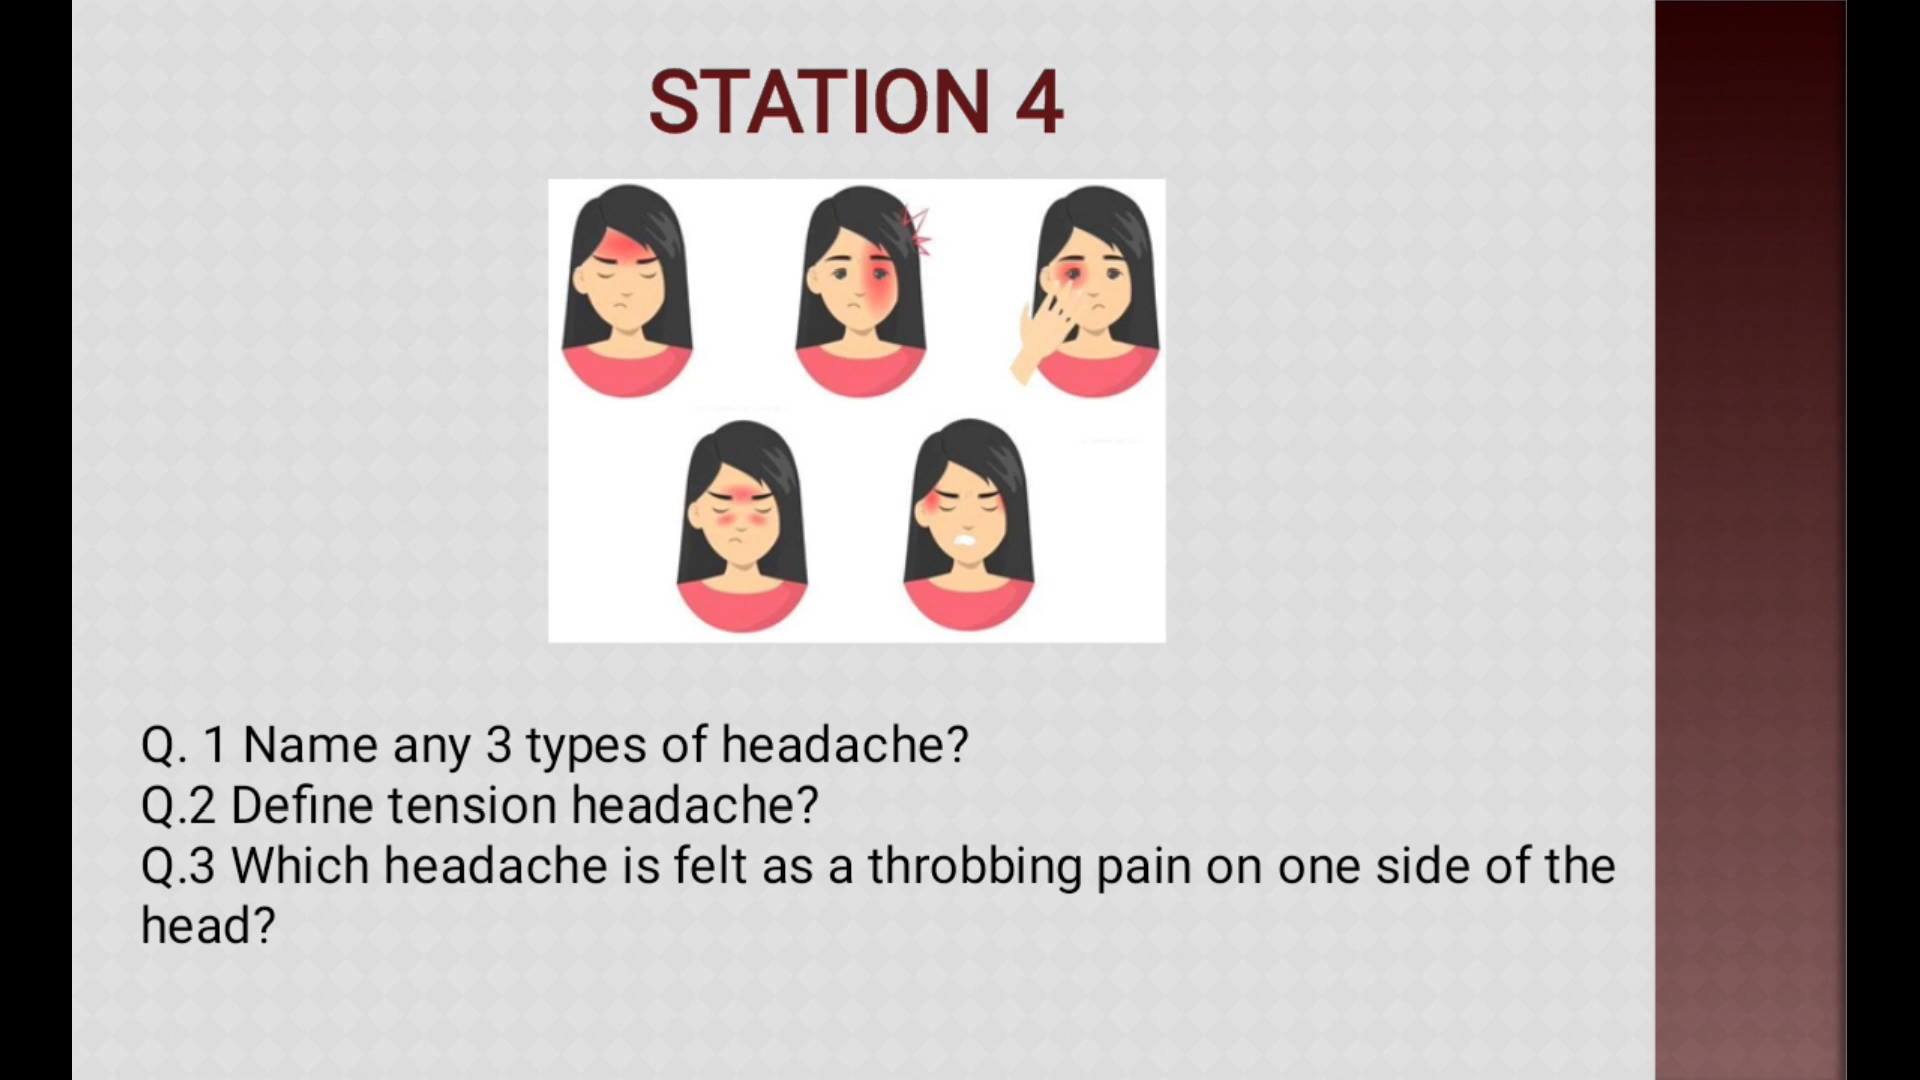 STATION 4
Q. 1 Name any 3 types of headache?
Q.2 Define tension headache?
Q.3 Which headache is felt as a throbbing pain on one side of the
head?